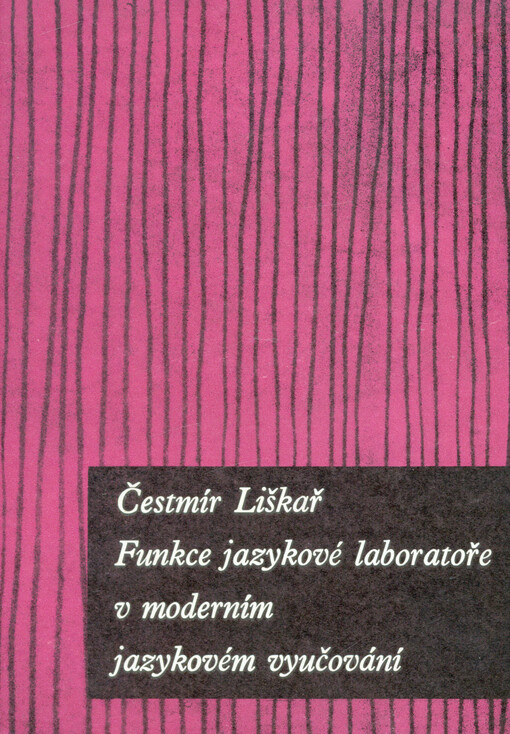 Čestmír Liškař
Funkce jazykové laboratoře
v moderním
jazykovém vyučování